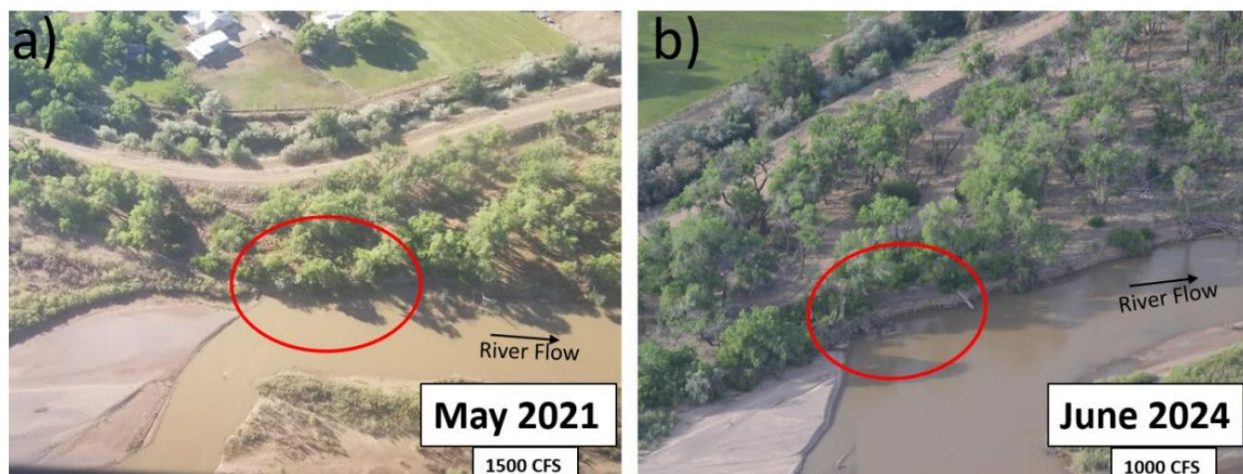 a)
River Flow
May 2021
1500 CFS
b)
River Flow
June 2024
1000 CFS